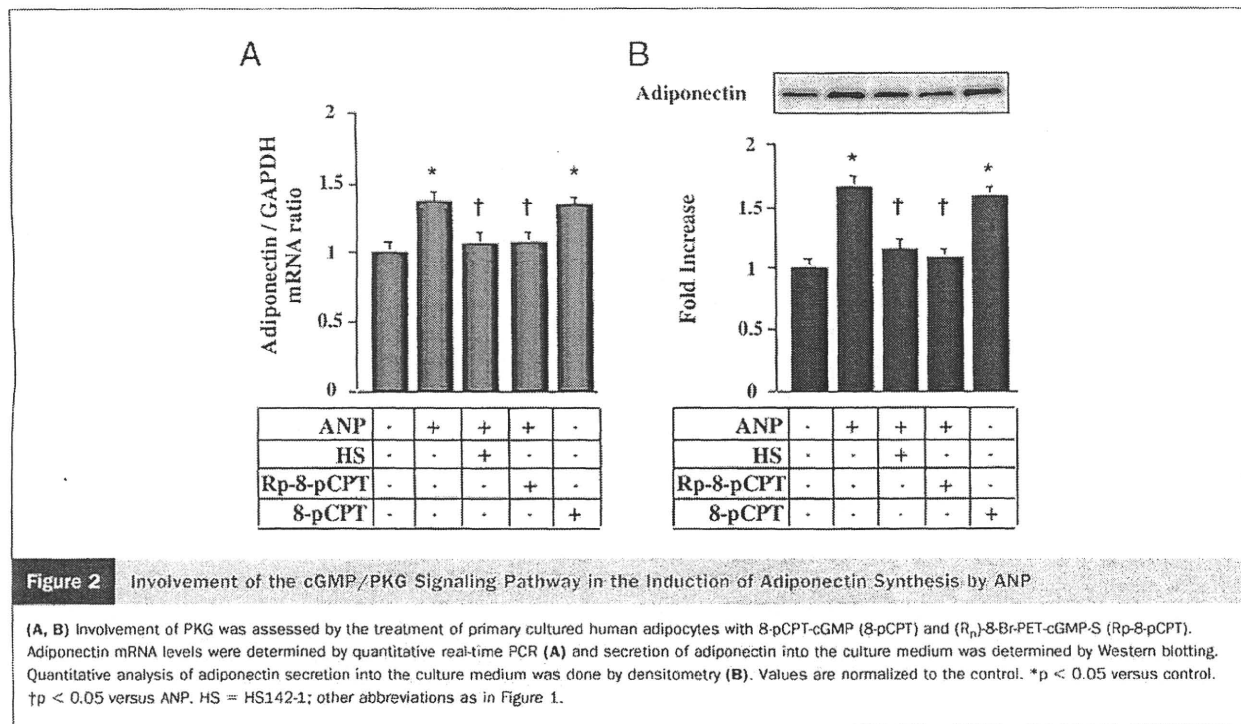 A
B
Adiponectin
Adiponectin / GAPDH
mRNA ratio
2
1.5
1
0.5
0
* † † *
Fold Increase
2
1.5
1
0.5
0
* † † *
ANP - + + + -
HS - - + - -
Rp-8-pCPT - - - + -
8-pCPT - - - - +
ANP - + + + -
HS - - + - -
Rp-8-pCPT - - - + -
8-pCPT - - - - +
Figure 2 Involvement of the cGMP/PKG Signaling Pathway in the Induction of Adiponectin Synthesis by ANP
(A, B) Involvement of PKG was assessed by the treatment of primary cultured human adipocytes with 8-pCPT-cGMP (8-pCPT) and (Rn)-8-Br-PET-cGMP-S (Rp-8-pCPT).
Adiponectin mRNA levels were determined by quantitative real-time PCR (A) and secretion of adiponectin into the culture medium was determined by Western blotting.
Quantitative analysis of adiponectin secretion into the culture medium was done by densitometry (B). Values are normalized to the control. *p < 0.05 versus control.
†p < 0.05 versus ANP. HS = HS142-1; other abbreviations as in Figure 1.